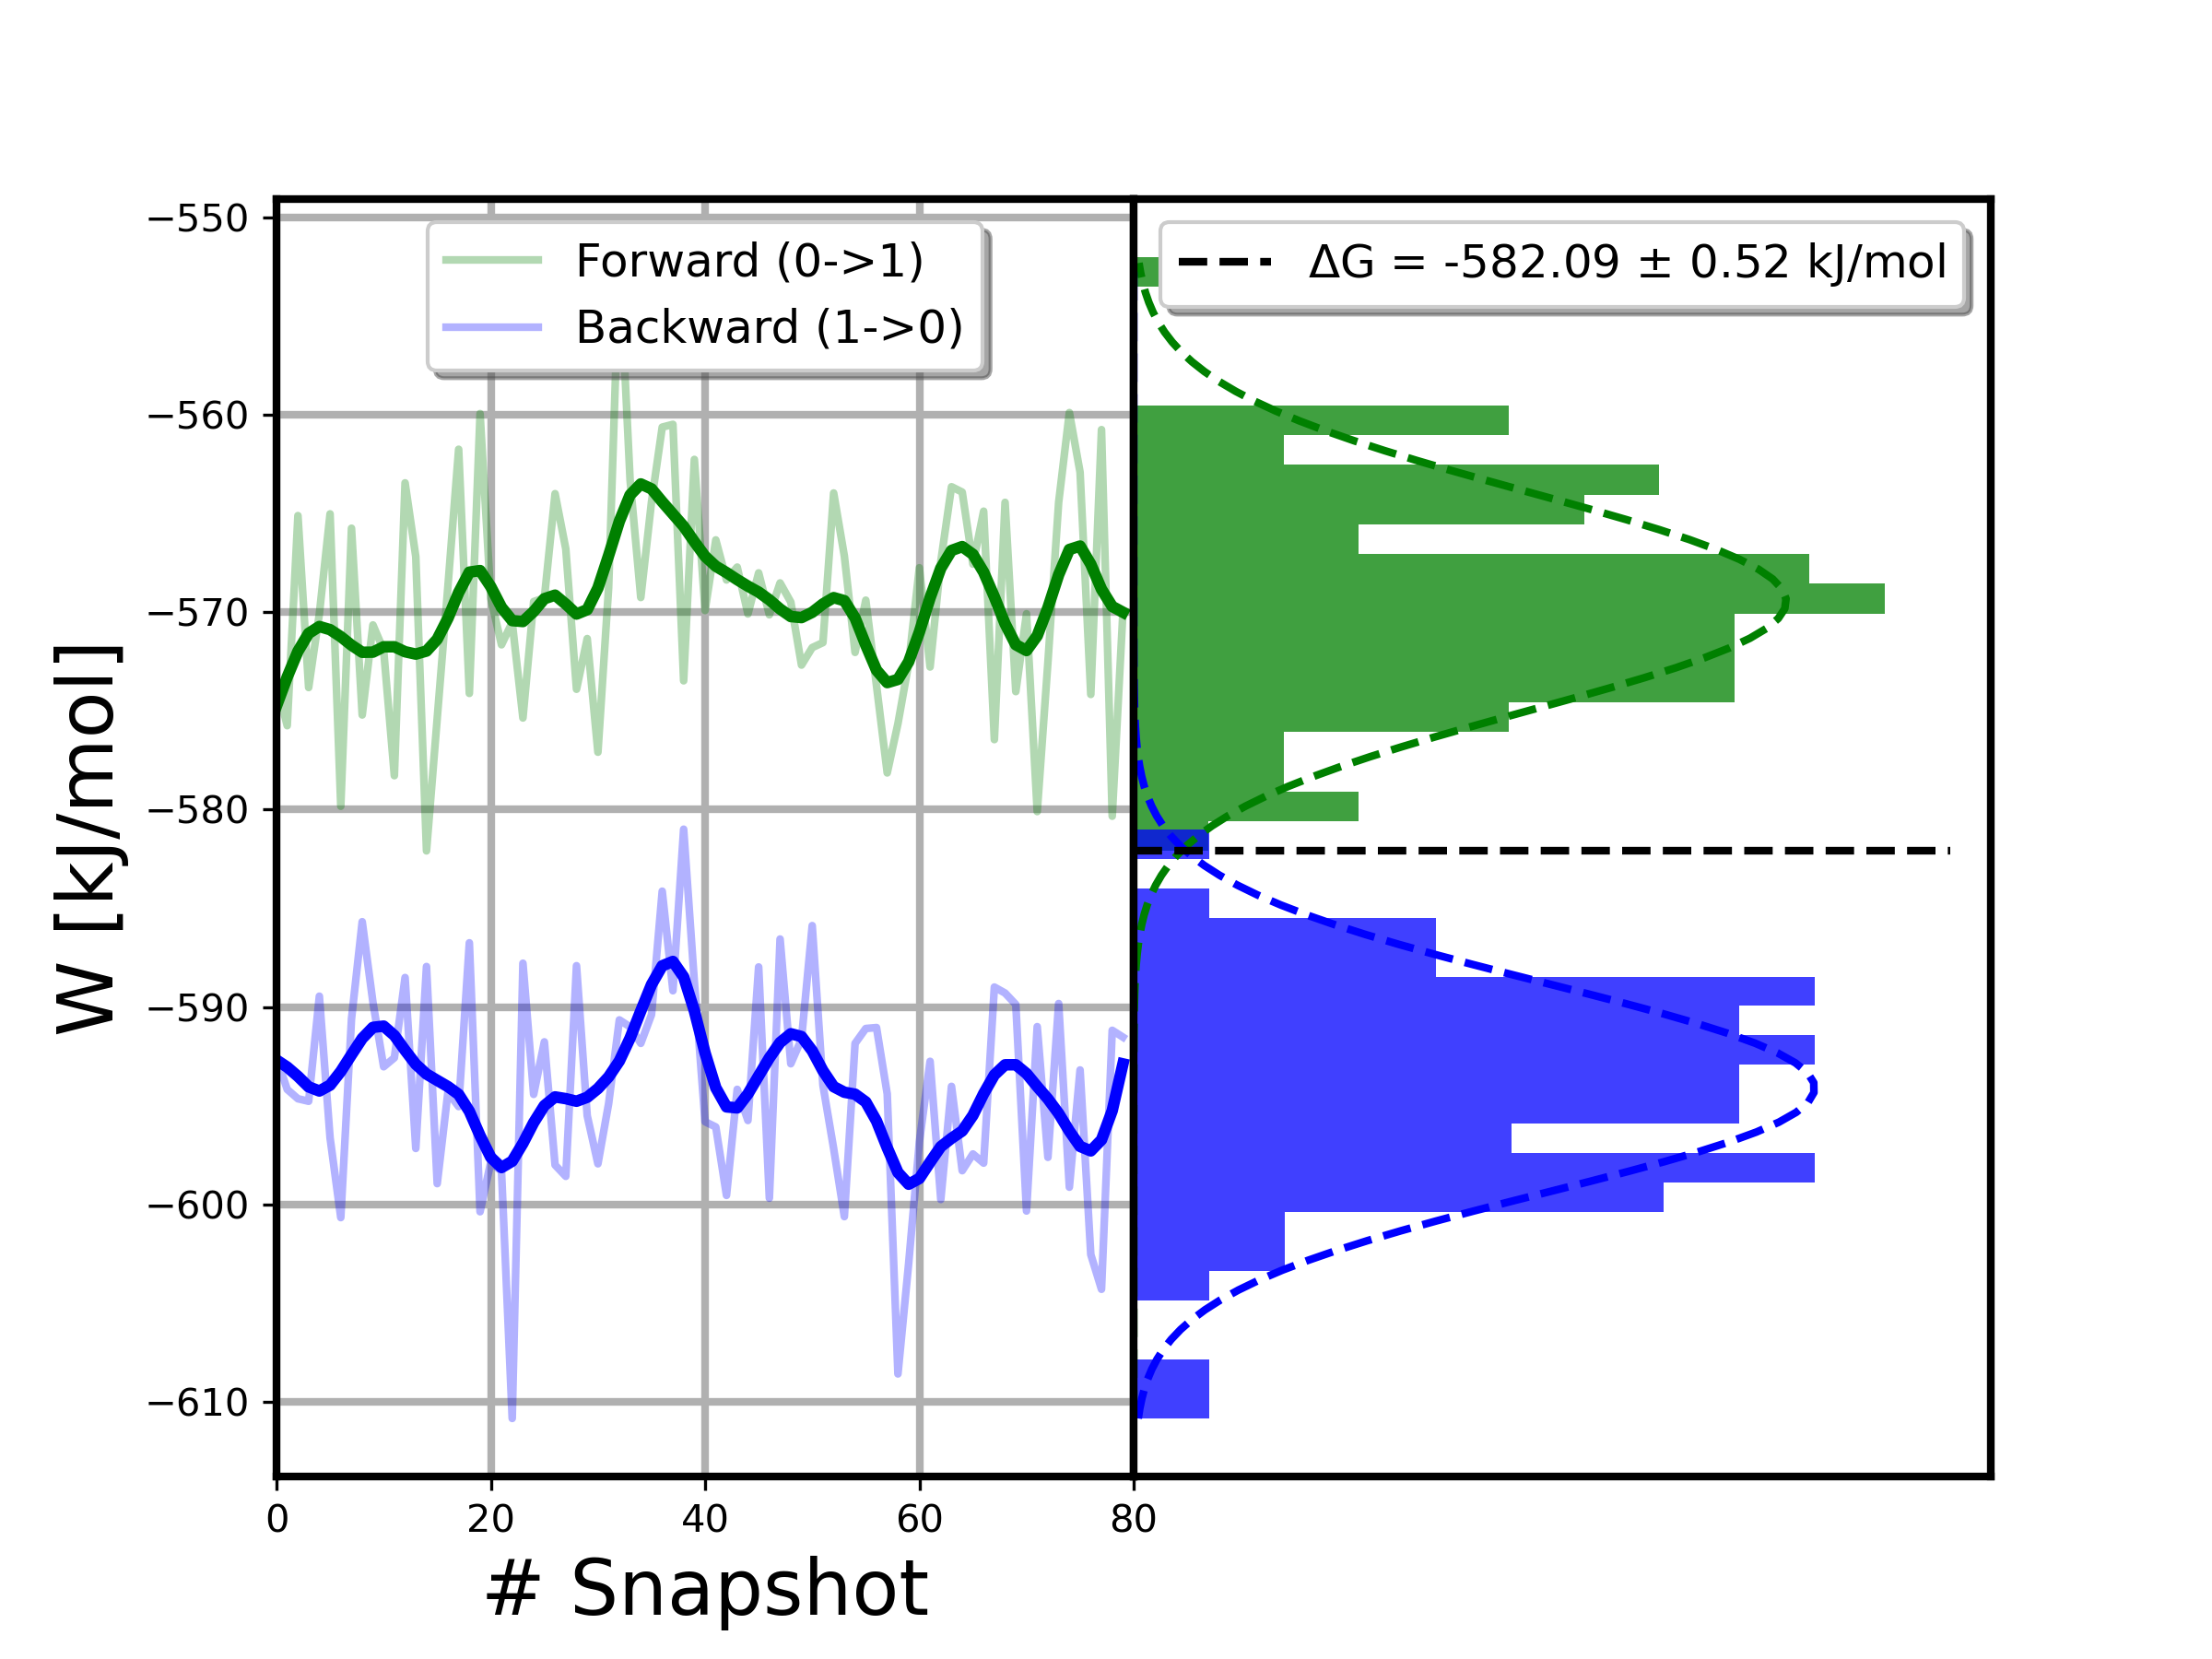 −550
−560
−570
−580
−590
−600
−610
W [kJ/mol]
Forward (0->1)
Backward (1->0)
ΔG = -582.09 ± 0.52 kJ/mol
0 20 40 60 80
# Snapshot